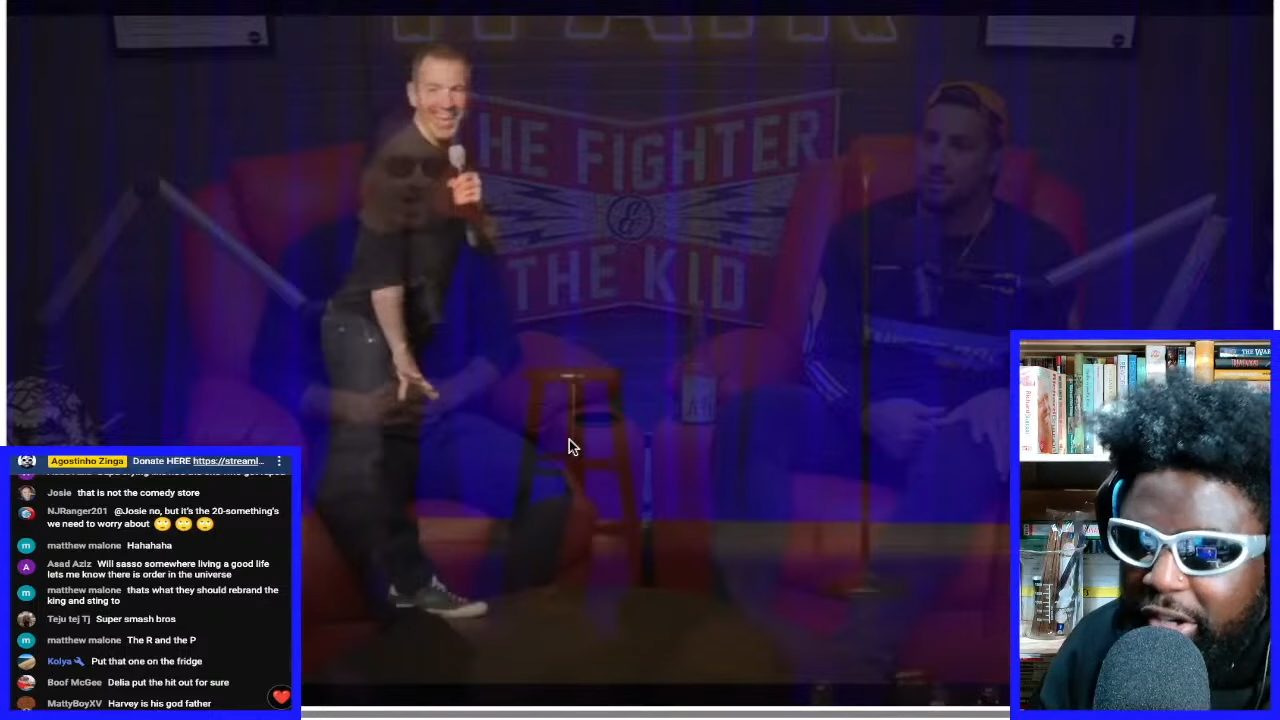 THE FIGHTER
&
THE KID
Agostinho Zinga Donate HERE https://streaml...
Josie that is not the comedy store
NJRanger201 @Josie no, but it's the 20-something's
we need to worry about 🙄 🙄 🙄
matthew malone Hahahaha
Asad Aziz Will sasso somewhere living a good life
lets me know there is order in the universe
matthew malone thats what they should rebrand the
king and sting to
Teju tej Tj Super smash bros
matthew malone The R and the P
Kolya Put that one on the fridge
Boof McGee Delia put the hit out for sure
MattyBoyXV Harvey is his god father